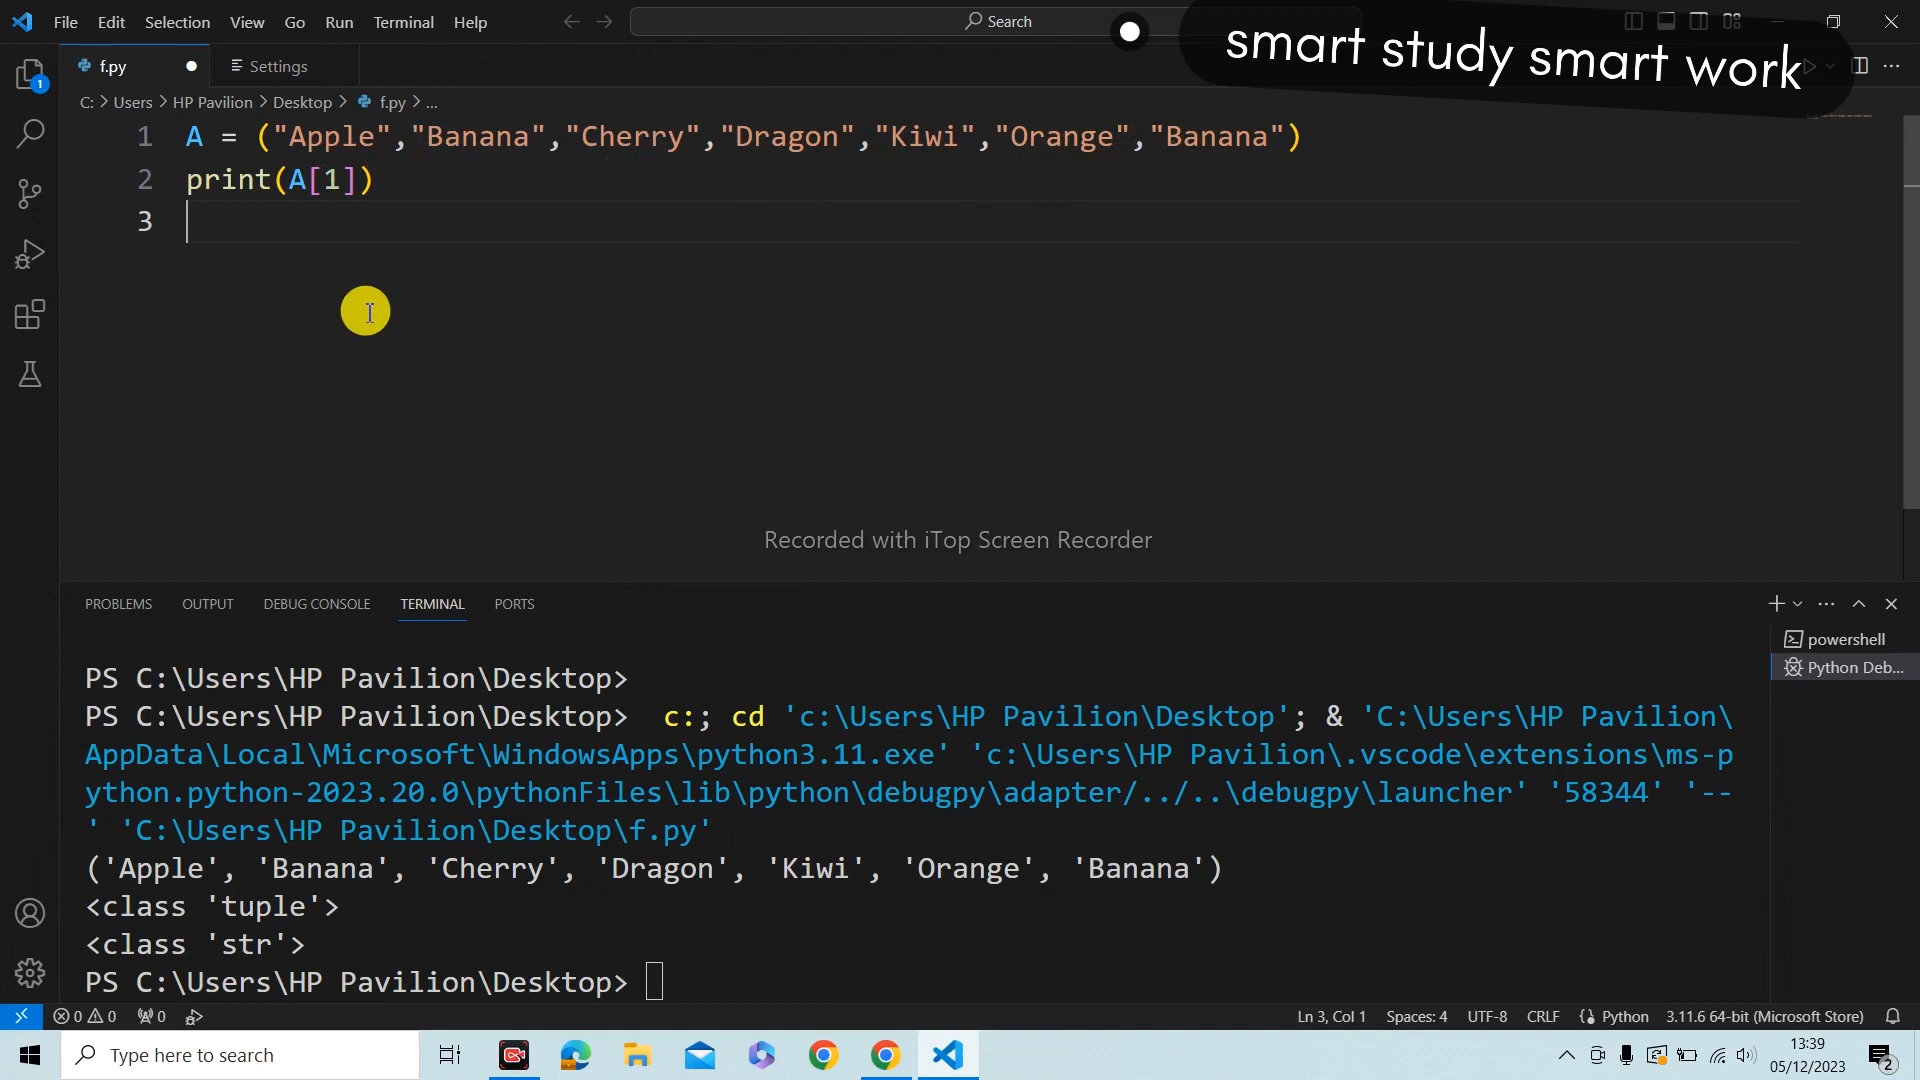 File Edit Selection View Go Run Terminal Help
Search
smart study smart work
f.py
Settings
1
C: > Users > HP Pavilion > Desktop > f.py > ...
1 A = ("Apple","Banana","Cherry","Dragon","Kiwi","Orange","Banana")
2 print(A[1])
3
Recorded with iTop Screen Recorder
PROBLEMS OUTPUT DEBUG CONSOLE TERMINAL PORTS
powershell
Python Deb...
PS C:\Users\HP Pavilion\Desktop>
PS C:\Users\HP Pavilion\Desktop>  c:; cd 'c:\Users\HP Pavilion\Desktop'; & 'C:\Users\HP Pavilion\
AppData\Local\Microsoft\WindowsApps\python3.11.exe' 'c:\Users\HP Pavilion\.vscode\extensions\ms-p
ython.python-2023.20.0\pythonFiles\lib\python\debugpy\adapter/../..\debugpy\launcher' '58344' '--
' 'C:\Users\HP Pavilion\Desktop\f.py'
('Apple', 'Banana', 'Cherry', 'Dragon', 'Kiwi', 'Orange', 'Banana')
<class 'tuple'>
<class 'str'>
PS C:\Users\HP Pavilion\Desktop>
0 0 0 Ln 3, Col 1 Spaces: 4 UTF-8 CRLF Python 3.11.6 64-bit (Microsoft Store)
Type here to search
13:39
05/12/2023
2